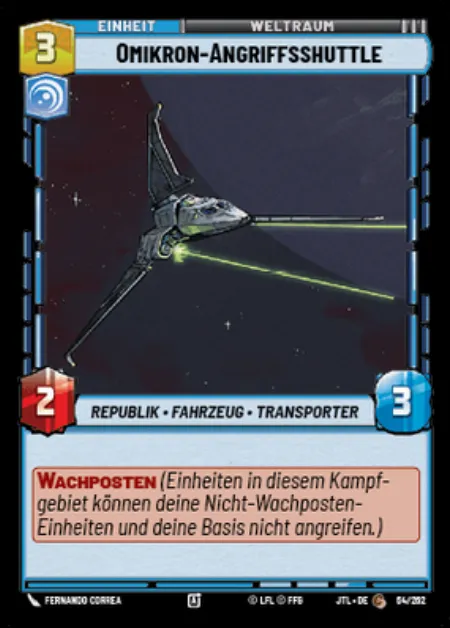 EINHEIT WELTRAUM
3 OMIKRON-ANGRIFFSSHUTTLE
2 REPUBLIK • FAHRZEUG • TRANSPORTER 3
WACHPOSTEN (Einheiten in diesem Kampf-
gebiet können deine Nicht-Wachposten-
Einheiten und deine Basis nicht angreifen.)
FERNANDO CORREA A © LFL © FFG JTL • DE C 64/262